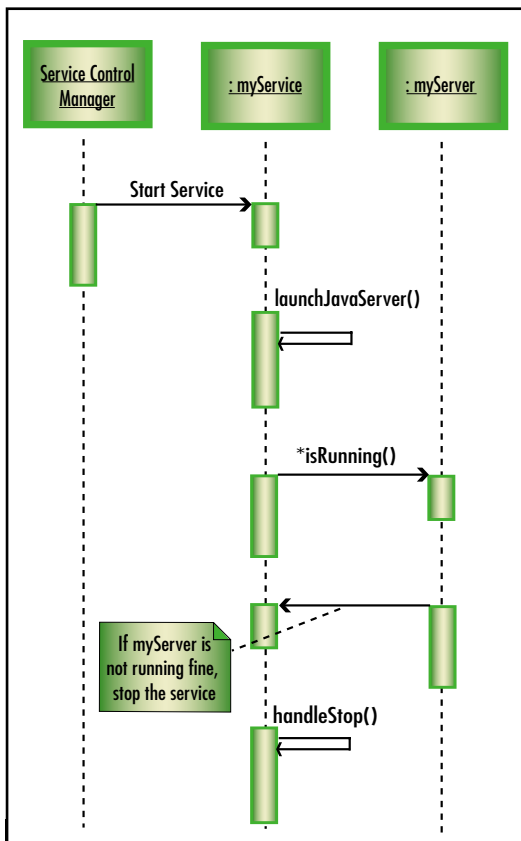 Service Control
Manager
: myService
: myServer
Start Service
launchJavaServer()
*isRunning()
If myServer is
not running fine,
stop the service
handleStop()